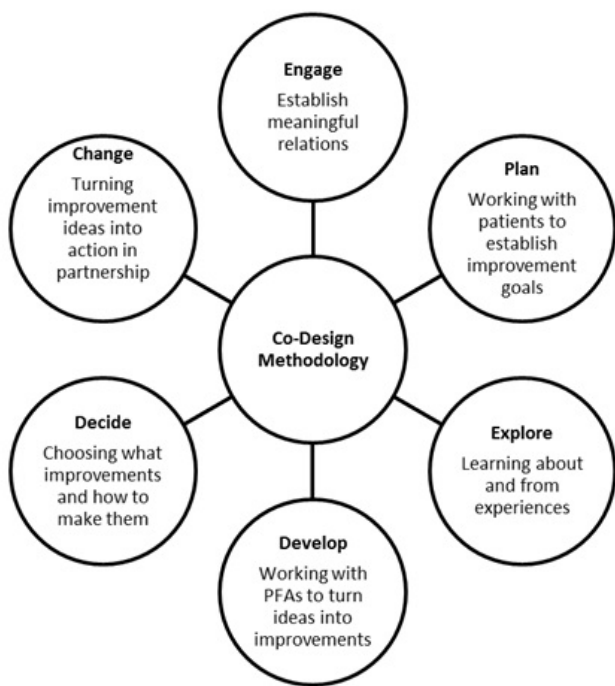 Engage
Establish
meaningful
relations
Plan
Working with
patients to
establish
improvement
goals
Explore
Learning about
and from
experiences
Develop
Working with
PFAs to turn
ideas into
improvements
Decide
Choosing what
improvements
and how to
make them
Change
Turning
improvement
ideas into
action in
partnership
Co-Design
Methodology